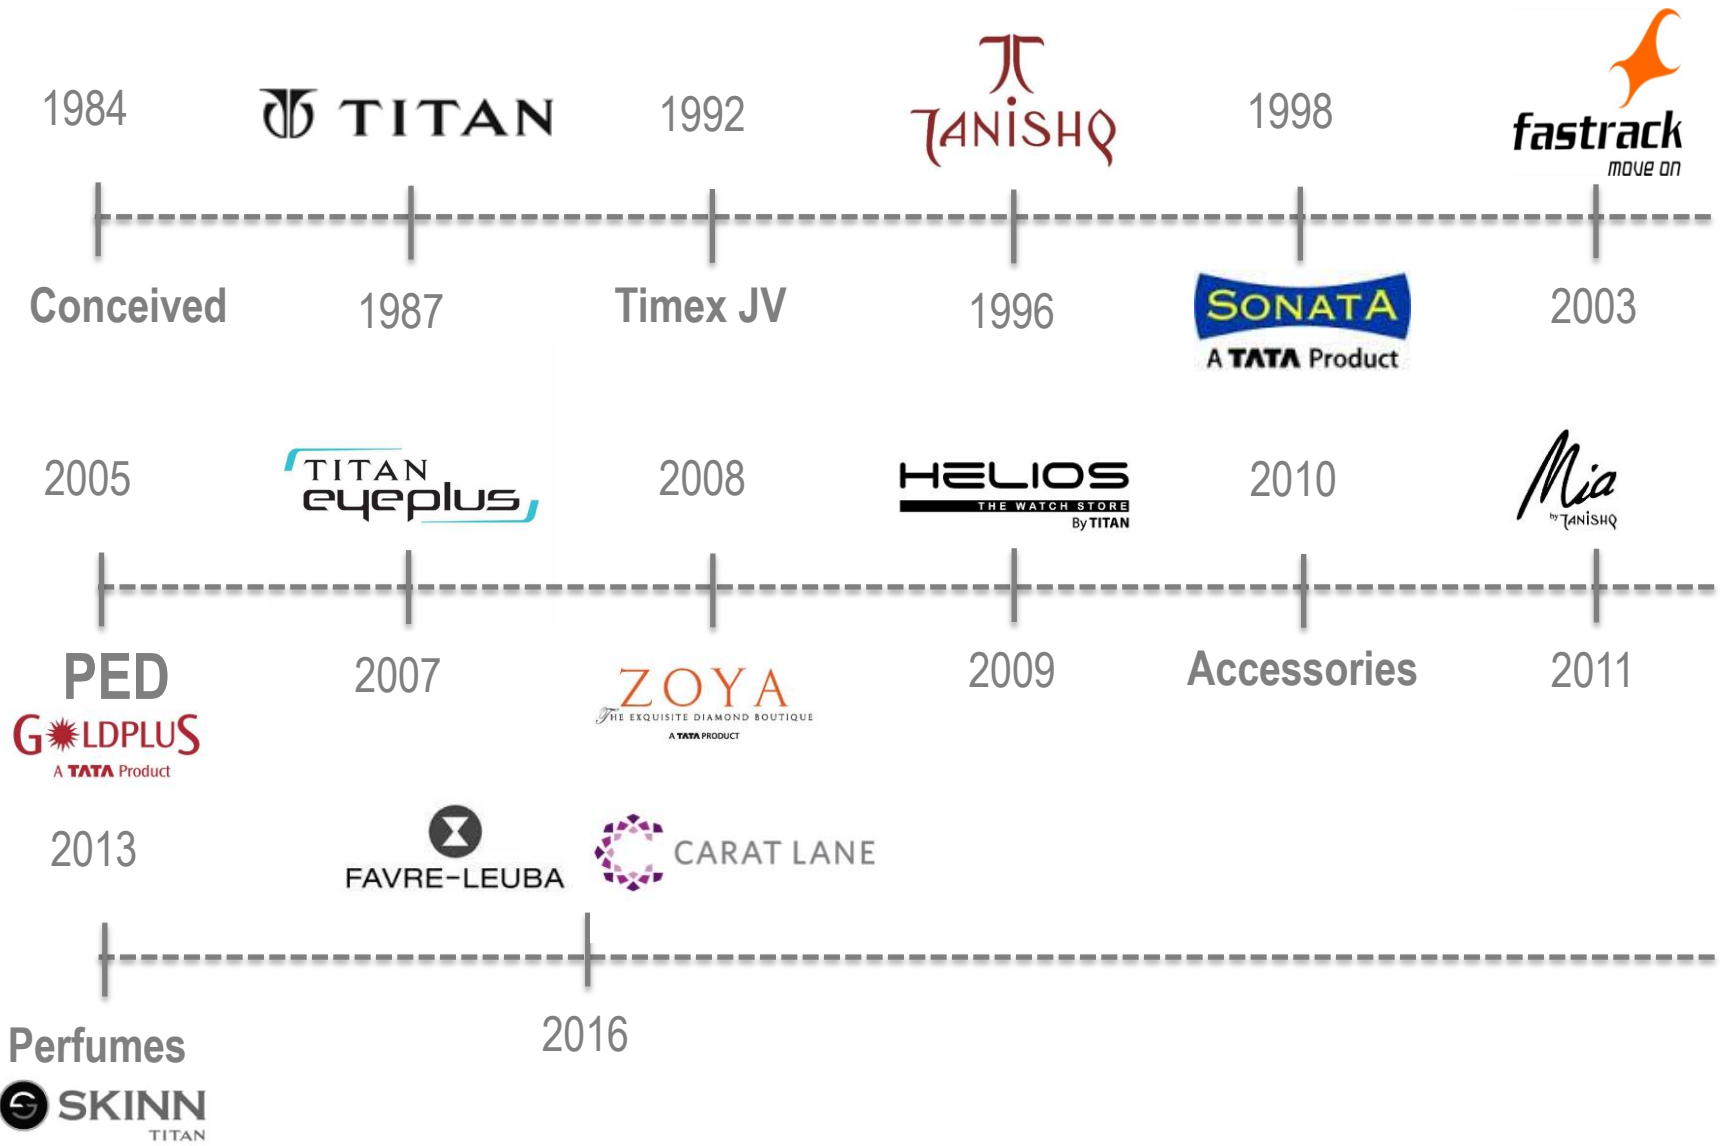 1984
TITAN
1992
TANISHQ
1998
fastrack
move on
Conceived
1987
Timex JV
1996
SONATA
A TATA Product
2003
2005
TITAN
eyeplus
2008
HELIOS
THE WATCH STORE
By TITAN
2010
Mia
by TANISHQ
PED
GOLDPLUS
A TATA Product
2007
ZOYA
THE EXQUISITE DIAMOND BOUTIQUE
A TATA PRODUCT
2009
Accessories
2011
2013
FAVRE-LEUBA
CARAT LANE
Perfumes
SKINN
TITAN
2016